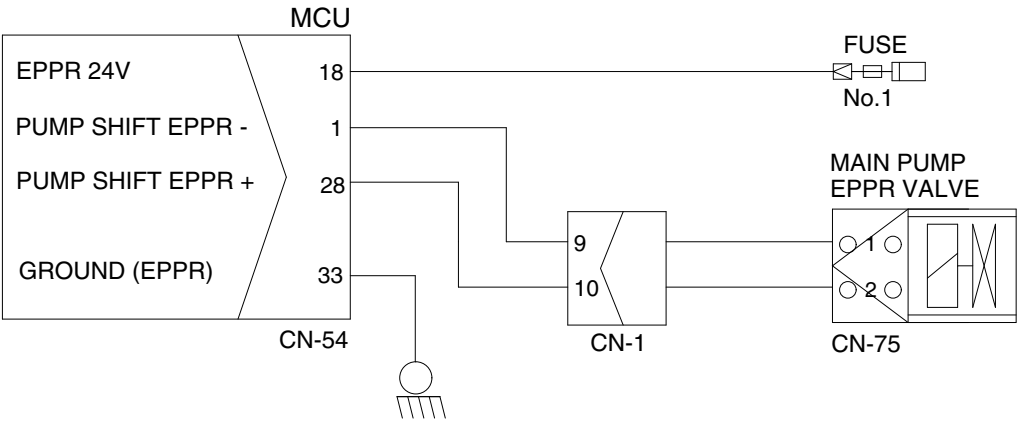 MCU
FUSE
EPPR 24V 18
No.1
PUMP SHIFT EPPR - 1
MAIN PUMP
EPPR VALVE
PUMP SHIFT EPPR + 28
9 1
GROUND (EPPR) 33
10 2
CN-54 CN-1 CN-75